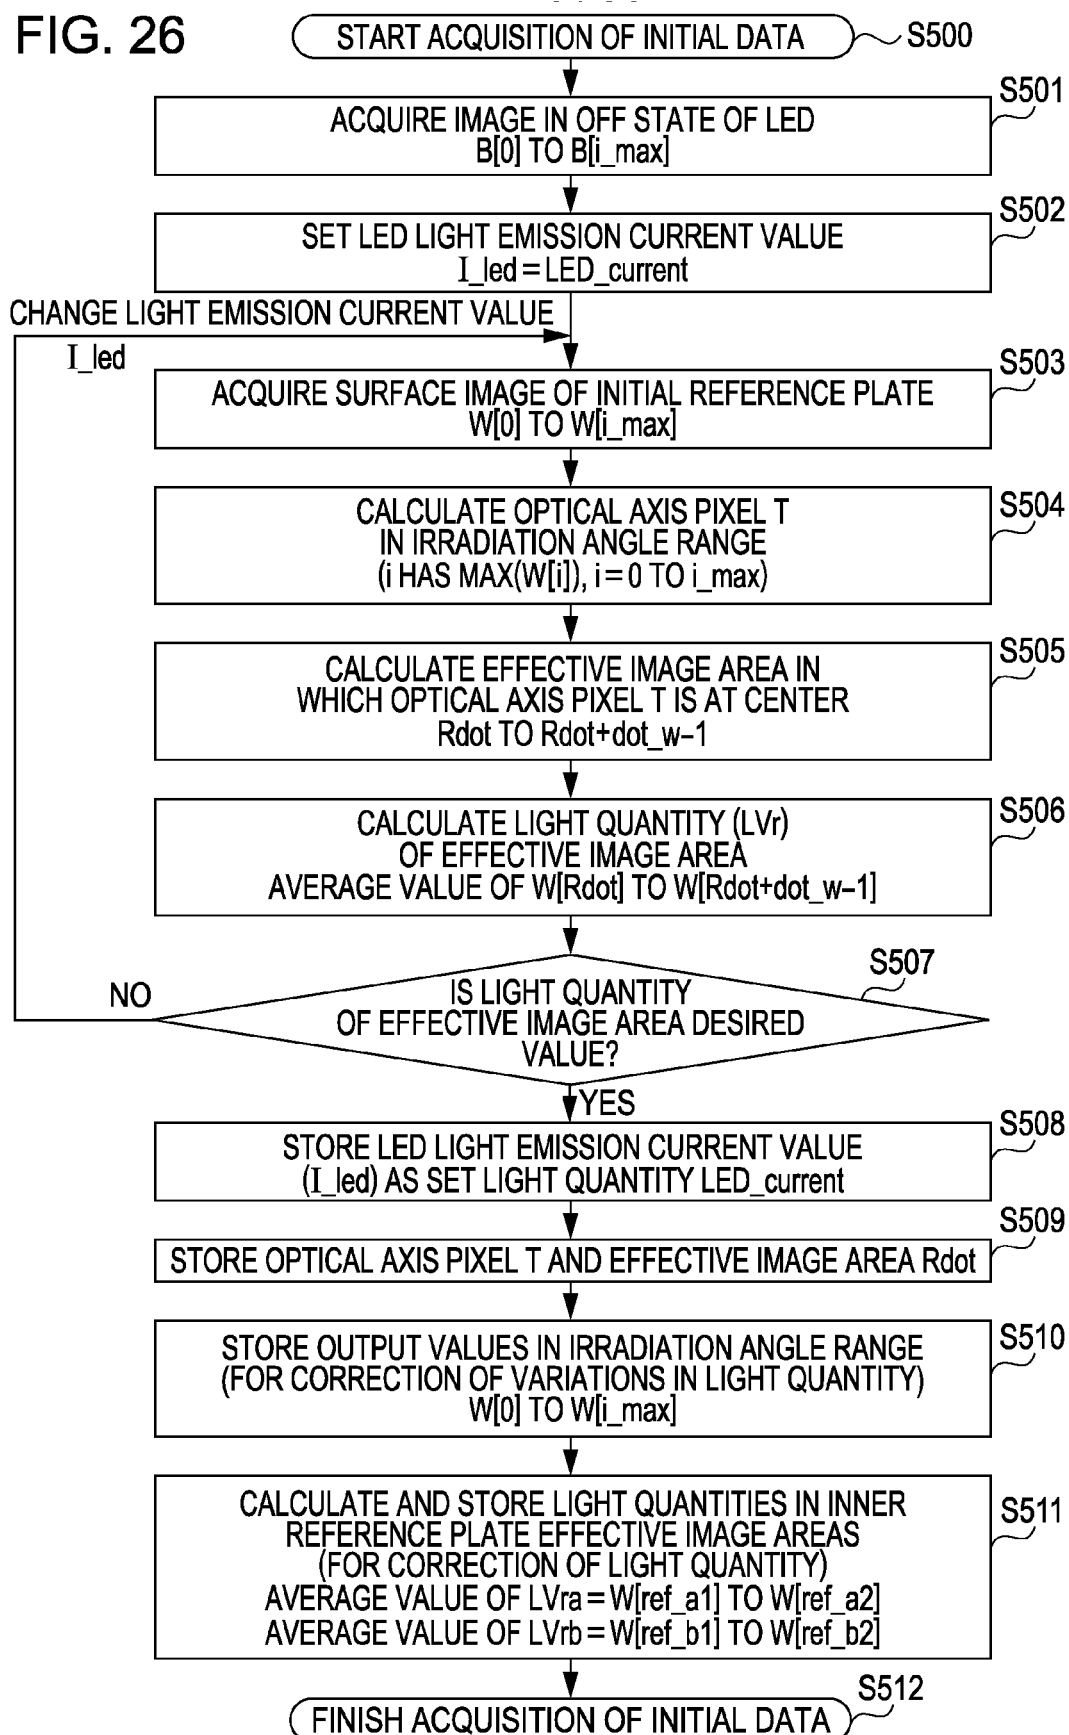 FIG. 26
START ACQUISITION OF INITIAL DATA
S500
S501
ACQUIRE IMAGE IN OFF STATE OF LED
B[0] TO B[i_max]
S502
SET LED LIGHT EMISSION CURRENT VALUE
I_led = LED_current
CHANGE LIGHT EMISSION CURRENT VALUE
I_led
S503
ACQUIRE SURFACE IMAGE OF INITIAL REFERENCE PLATE
W[0] TO W[i_max]
S504
CALCULATE OPTICAL AXIS PIXEL T
IN IRRADIATION ANGLE RANGE
(i HAS MAX(W[i]), i = 0 TO i_max)
S505
CALCULATE EFFECTIVE IMAGE AREA IN
WHICH OPTICAL AXIS PIXEL T IS AT CENTER
Rdot TO Rdot+dot_w−1
S506
CALCULATE LIGHT QUANTITY (LVr)
OF EFFECTIVE IMAGE AREA
AVERAGE VALUE OF W[Rdot] TO W[Rdot+dot_w−1]
S507
NO
IS LIGHT QUANTITY
OF EFFECTIVE IMAGE AREA DESIRED
VALUE?
YES
S508
STORE LED LIGHT EMISSION CURRENT VALUE
(I_led) AS SET LIGHT QUANTITY LED_current
S509
STORE OPTICAL AXIS PIXEL T AND EFFECTIVE IMAGE AREA Rdot
S510
STORE OUTPUT VALUES IN IRRADIATION ANGLE RANGE
(FOR CORRECTION OF VARIATIONS IN LIGHT QUANTITY)
W[0] TO W[i_max]
S511
CALCULATE AND STORE LIGHT QUANTITIES IN INNER
REFERENCE PLATE EFFECTIVE IMAGE AREAS
(FOR CORRECTION OF LIGHT QUANTITY)
AVERAGE VALUE OF LVra = W[ref_a1] TO W[ref_a2]
AVERAGE VALUE OF LVrb = W[ref_b1] TO W[ref_b2]
S512
FINISH ACQUISITION OF INITIAL DATA